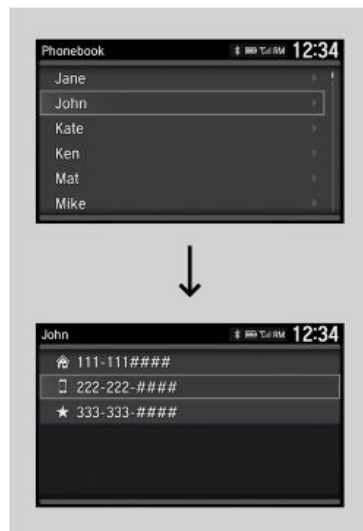 Phonebook 12:34
Jane
John
Kate
Ken
Mat
Mike
John 12:34
111-111####
222-222-####
333-333-####